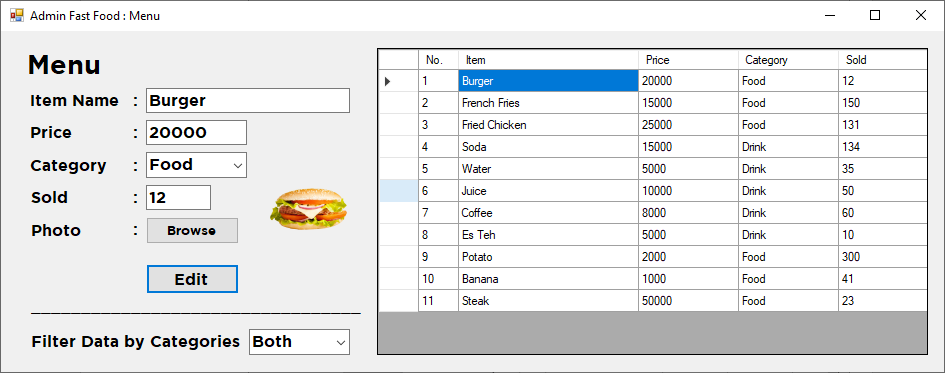 Admin Fast Food : Menu
Menu
Item Name : Burger
Price : 20000
Category : Food
Sold : 12
Photo : Browse
Edit
Filter Data by Categories Both
No. Item Price Category Sold
1 Burger 20000 Food 12
2 French Fries 15000 Food 150
3 Fried Chicken 25000 Food 131
4 Soda 15000 Drink 134
5 Water 5000 Drink 35
6 Juice 10000 Drink 50
7 Coffee 8000 Drink 60
8 Es Teh 5000 Drink 10
9 Potato 2000 Food 300
10 Banana 1000 Food 41
11 Steak 50000 Food 23